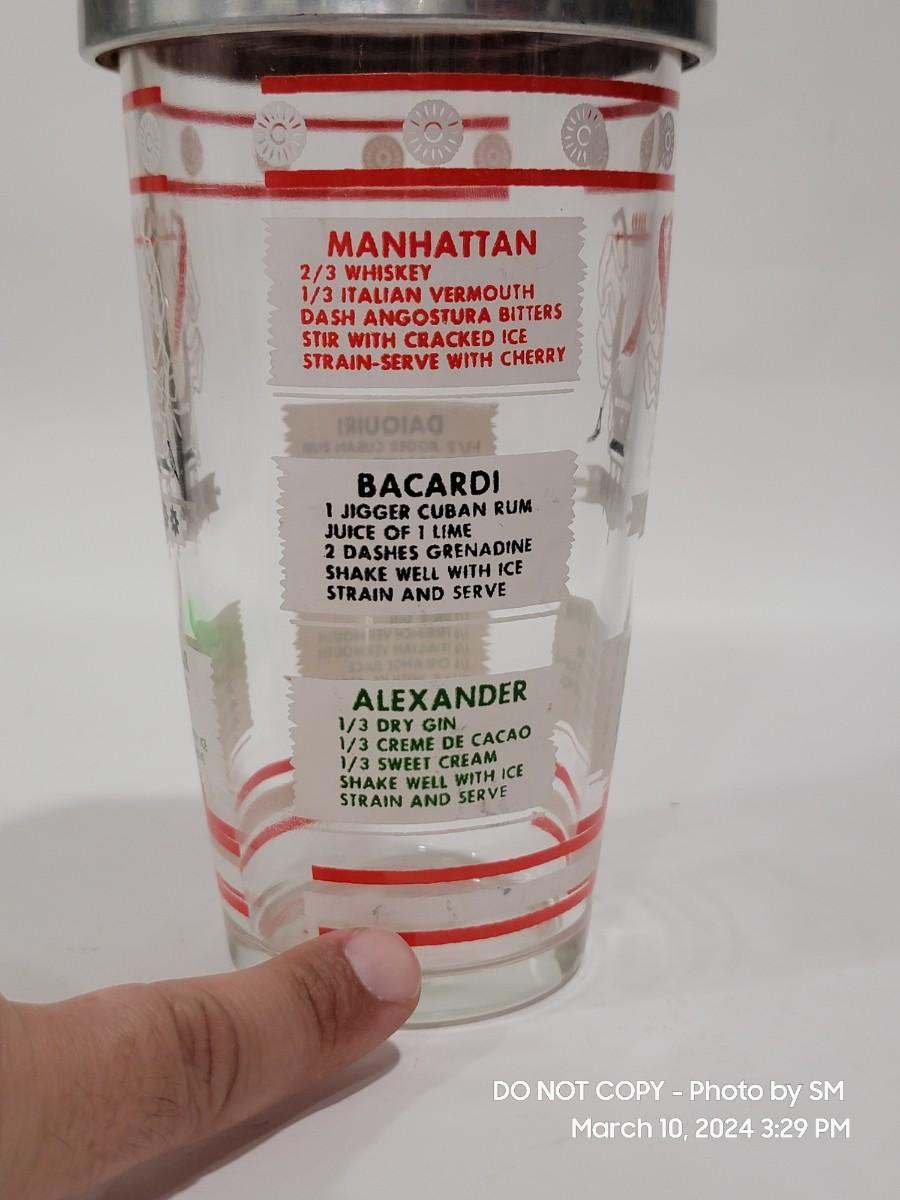 MANHATTAN
2/3 WHISKEY
1/3 ITALIAN VERMOUTH
DASH ANGOSTURA BITTERS
STIR WITH CRACKED ICE
STRAIN-SERVE WITH CHERRY
DAIQUIRI
BACARDI
1 JIGGER CUBAN RUM
JUICE OF 1 LIME
2 DASHES GRENADINE
SHAKE WELL WITH ICE
STRAIN AND SERVE
ALEXANDER
1/3 DRY GIN
1/3 CREME DE CACAO
1/3 SWEET CREAM
SHAKE WELL WITH ICE
STRAIN AND SERVE
DO NOT COPY - Photo by SM
March 10, 2024 3:29 PM